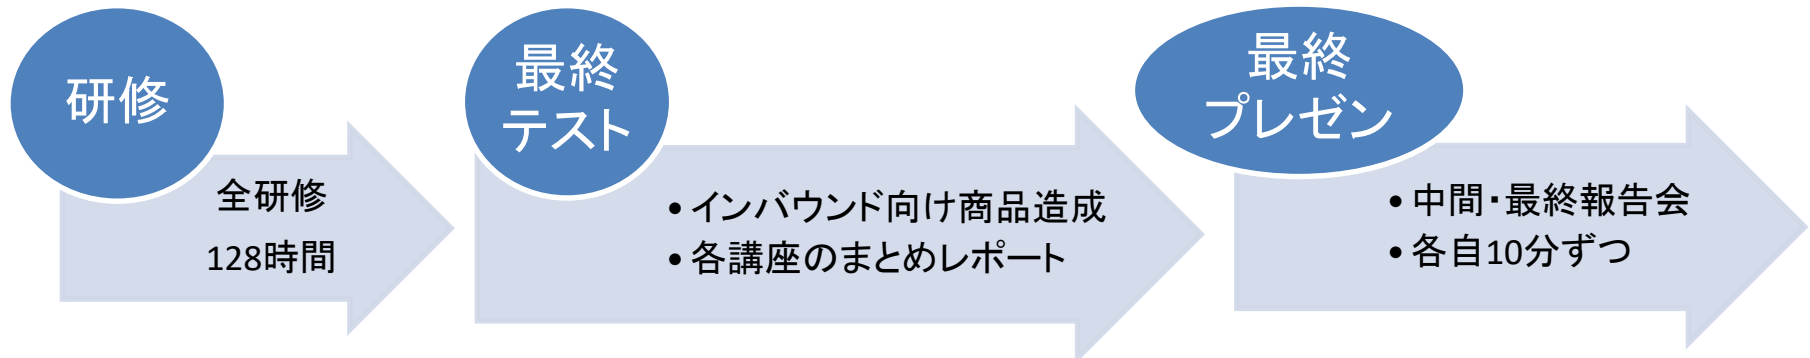 研修
全研修
128時間
最終
テスト
• インバウンド向け商品造成
• 各講座のまとめレポート
最終
プレゼン
• 中間・最終報告会
• 各自10分ずつ